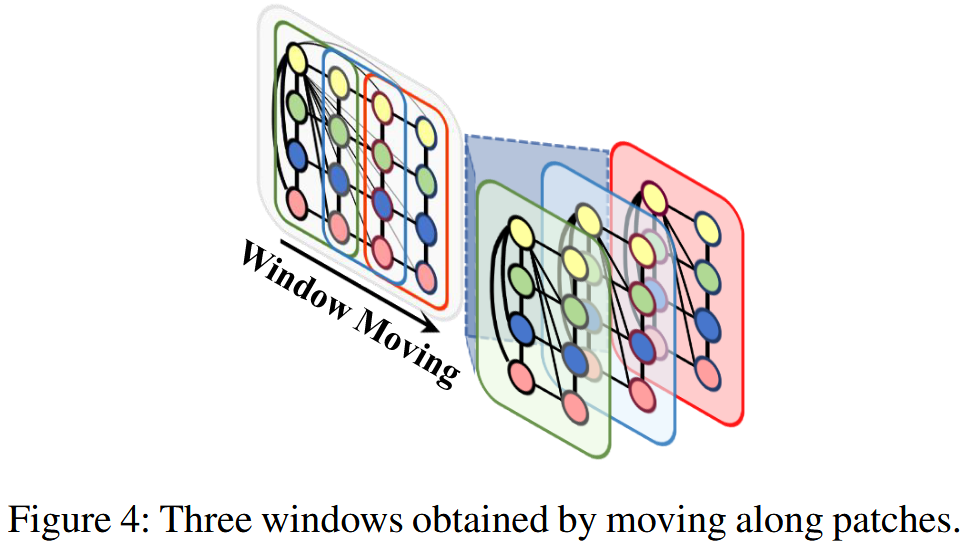 Window Moving
Figure 4: Three windows obtained by moving along patches.